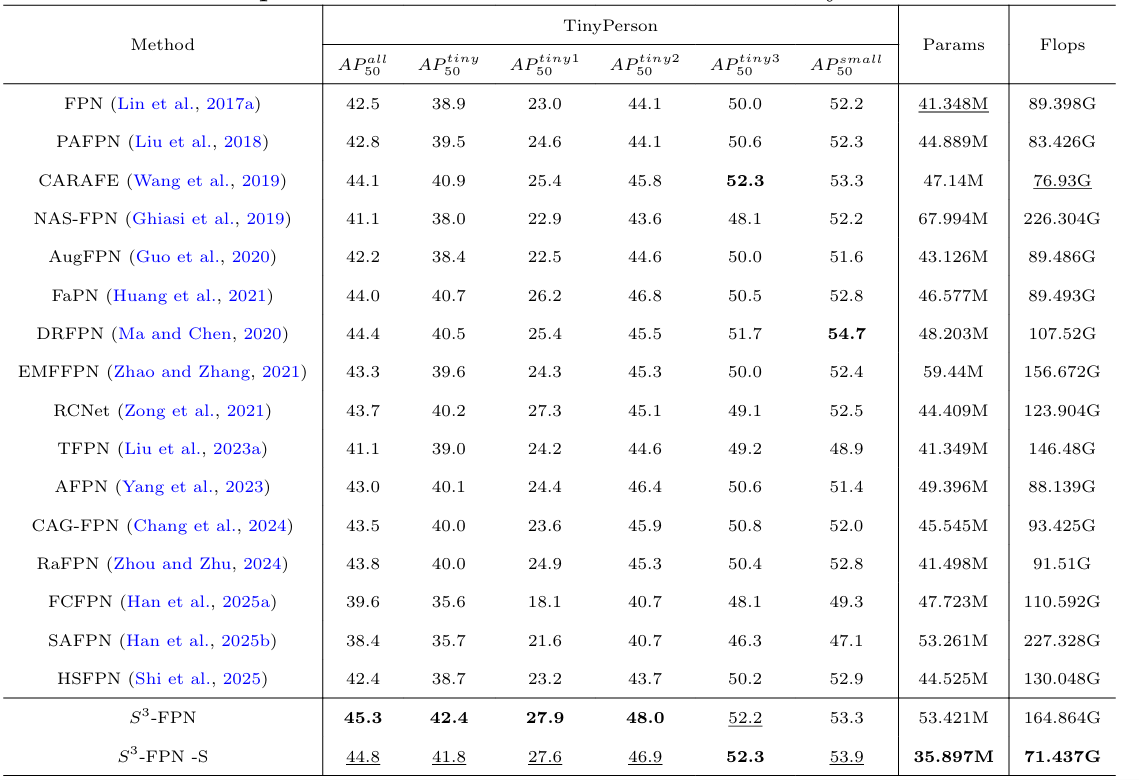 TinyPerson
Method Params Flops
AP_50^all AP_50^tiny AP_50^tiny1 AP_50^tiny2 AP_50^tiny3 AP_50^small
FPN (Lin et al., 2017a) 42.5 38.9 23.0 44.1 50.0 52.2 41.348M 89.398G
PAFPN (Liu et al., 2018) 42.8 39.5 24.6 44.1 50.6 52.3 44.889M 83.426G
CARAFE (Wang et al., 2019) 44.1 40.9 25.4 45.8 52.3 53.3 47.14M 76.93G
NAS-FPN (Ghiasi et al., 2019) 41.1 38.0 22.9 43.6 48.1 52.2 67.994M 226.304G
AugFPN (Guo et al., 2020) 42.2 38.4 22.5 44.6 50.0 51.6 43.126M 89.486G
FaPN (Huang et al., 2021) 44.0 40.7 26.2 46.8 50.5 52.8 46.577M 89.493G
DRFPN (Ma and Chen, 2020) 44.4 40.5 25.4 45.5 51.7 54.7 48.203M 107.52G
EMFFPN (Zhao and Zhang, 2021) 43.3 39.6 24.3 45.3 50.0 52.4 59.44M 156.672G
RCNet (Zong et al., 2021) 43.7 40.2 27.3 45.1 49.1 52.5 44.409M 123.904G
TFPN (Liu et al., 2023a) 41.1 39.0 24.2 44.6 49.2 48.9 41.349M 146.48G
AFPN (Yang et al., 2023) 43.0 40.1 24.4 46.4 50.6 51.4 49.396M 88.139G
CAG-FPN (Chang et al., 2024) 43.5 40.0 23.6 45.9 50.8 52.0 45.545M 93.425G
RaFPN (Zhou and Zhu, 2024) 43.8 40.0 24.9 45.3 50.4 52.8 41.498M 91.51G
FCFPN (Han et al., 2025a) 39.6 35.6 18.1 40.7 48.1 49.3 47.723M 110.592G
SAFPN (Han et al., 2025b) 38.4 35.7 21.6 40.7 46.3 47.1 53.261M 227.328G
HSFPN (Shi et al., 2025) 42.4 38.7 23.2 43.7 50.2 52.9 44.525M 130.048G
S³-FPN 45.3 42.4 27.9 48.0 52.2 53.3 53.421M 164.864G
S³-FPN -S 44.8 41.8 27.6 46.9 52.3 53.9 35.897M 71.437G